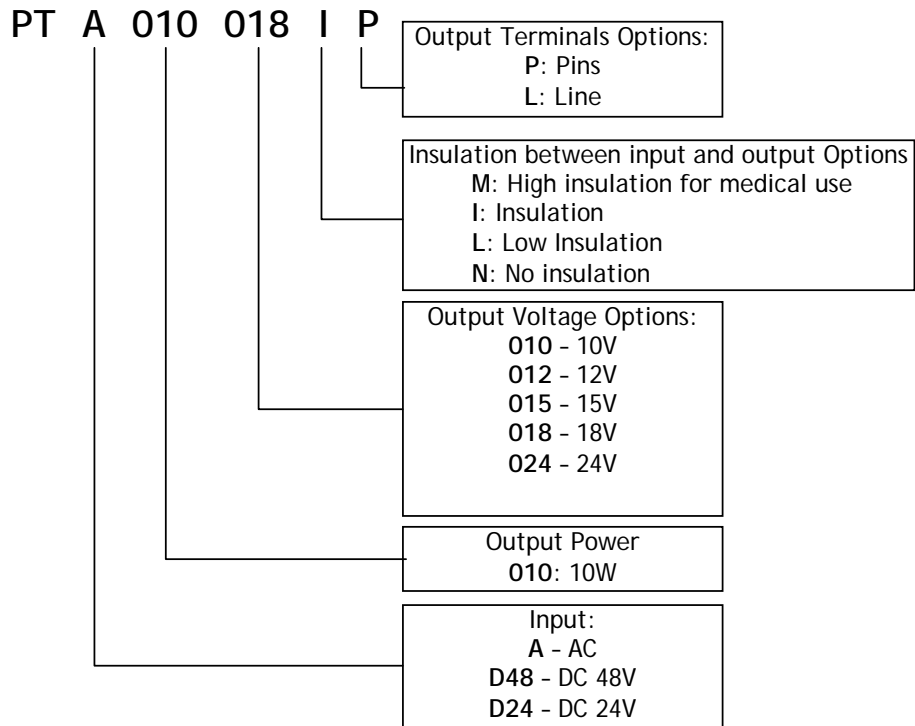 PT A 010 018 I P
Output Terminals Options:
P: Pins
L: Line
Insulation between input and output Options
M: High insulation for medical use
I: Insulation
L: Low Insulation
N: No insulation
Output Voltage Options:
010 – 10V
012 – 12V
015 – 15V
018 – 18V
024 – 24V
Output Power
010: 10W
Input:
A – AC
D48 – DC 48V
D24 – DC 24V